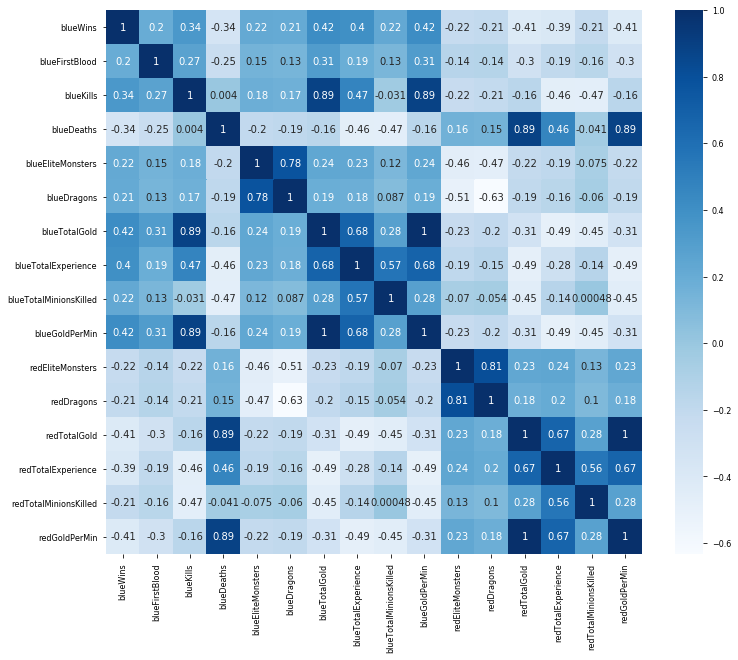 blueWins 1 0.2 0.34 -0.34 0.22 0.21 0.42 0.4 0.22 0.42 -0.22 -0.21 -0.41 -0.39 -0.21 -0.41
blueFirstBlood 0.2 1 0.27 -0.25 0.15 0.13 0.31 0.19 0.13 0.31 -0.14 -0.14 -0.3 -0.19 -0.16 -0.3
blueKills 0.34 0.27 1 0.004 0.18 0.17 0.89 0.47 -0.031 0.89 -0.22 -0.21 -0.16 -0.46 -0.47 -0.16
blueDeaths -0.34 -0.25 0.004 1 -0.2 -0.19 -0.16 -0.46 -0.47 -0.16 0.16 0.15 0.89 0.46 -0.041 0.89
blueEliteMonsters 0.22 0.15 0.18 -0.2 1 0.78 0.24 0.23 0.12 0.24 -0.46 -0.47 -0.22 -0.19 -0.075 -0.22
blueDragons 0.21 0.13 0.17 -0.19 0.78 1 0.19 0.18 0.087 0.19 -0.51 -0.63 -0.19 -0.16 -0.06 -0.19
blueTotalGold 0.42 0.31 0.89 -0.16 0.24 0.19 1 0.68 0.28 1 -0.23 -0.2 -0.31 -0.49 -0.45 -0.31
blueTotalExperience 0.4 0.19 0.47 -0.46 0.23 0.18 0.68 1 0.57 0.68 -0.19 -0.15 -0.49 -0.28 -0.14 -0.49
blueTotalMinionsKilled 0.22 0.13 -0.031 -0.47 0.12 0.087 0.28 0.57 1 0.28 -0.07 -0.054 -0.45 -0.14 0.00048 -0.45
blueGoldPerMin 0.42 0.31 0.89 -0.16 0.24 0.19 1 0.68 0.28 1 -0.23 -0.2 -0.31 -0.49 -0.45 -0.31
redEliteMonsters -0.22 -0.14 -0.22 0.16 -0.46 -0.51 -0.23 -0.19 -0.07 -0.23 1 0.81 0.23 0.24 0.13 0.23
redDragons -0.21 -0.14 -0.21 0.15 -0.47 -0.63 -0.2 -0.15 -0.054 -0.2 0.81 1 0.18 0.2 0.1 0.18
redTotalGold -0.41 -0.3 -0.16 0.89 -0.22 -0.19 -0.31 -0.49 -0.45 -0.31 0.23 0.18 1 0.67 0.28 1
redTotalExperience -0.39 -0.19 -0.46 0.46 -0.19 -0.16 -0.49 -0.28 -0.14 -0.49 0.24 0.2 0.67 1 0.56 0.67
redTotalMinionsKilled -0.21 -0.16 -0.47 -0.041 -0.075 -0.06 -0.45 -0.14 0.00048 -0.45 0.13 0.1 0.28 0.56 1 0.28
redGoldPerMin -0.41 -0.3 -0.16 0.89 -0.22 -0.19 -0.31 -0.49 -0.45 -0.31 0.23 0.18 1 0.67 0.28 1
blueWins
blueFirstBlood
blueKills
blueDeaths
blueEliteMonsters
blueDragons
blueTotalGold
blueTotalExperience
blueTotalMinionsKilled
blueGoldPerMin
redEliteMonsters
redDragons
redTotalGold
redTotalExperience
redTotalMinionsKilled
redGoldPerMin
1.0
0.8
0.6
0.4
0.2
0.0
−0.2
−0.4
−0.6